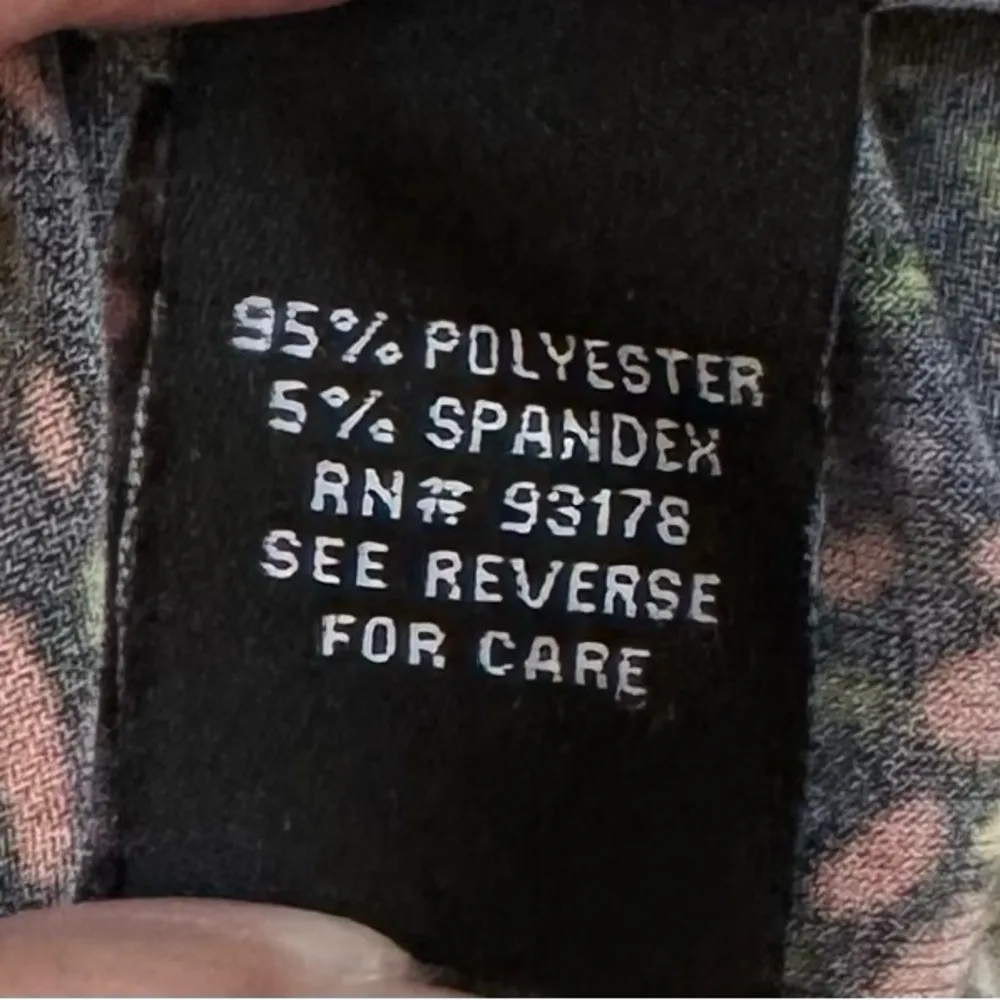 95% POLYESTER
5% SPANDEX
RN# 93178
SEE REVERSE
FOR CARE